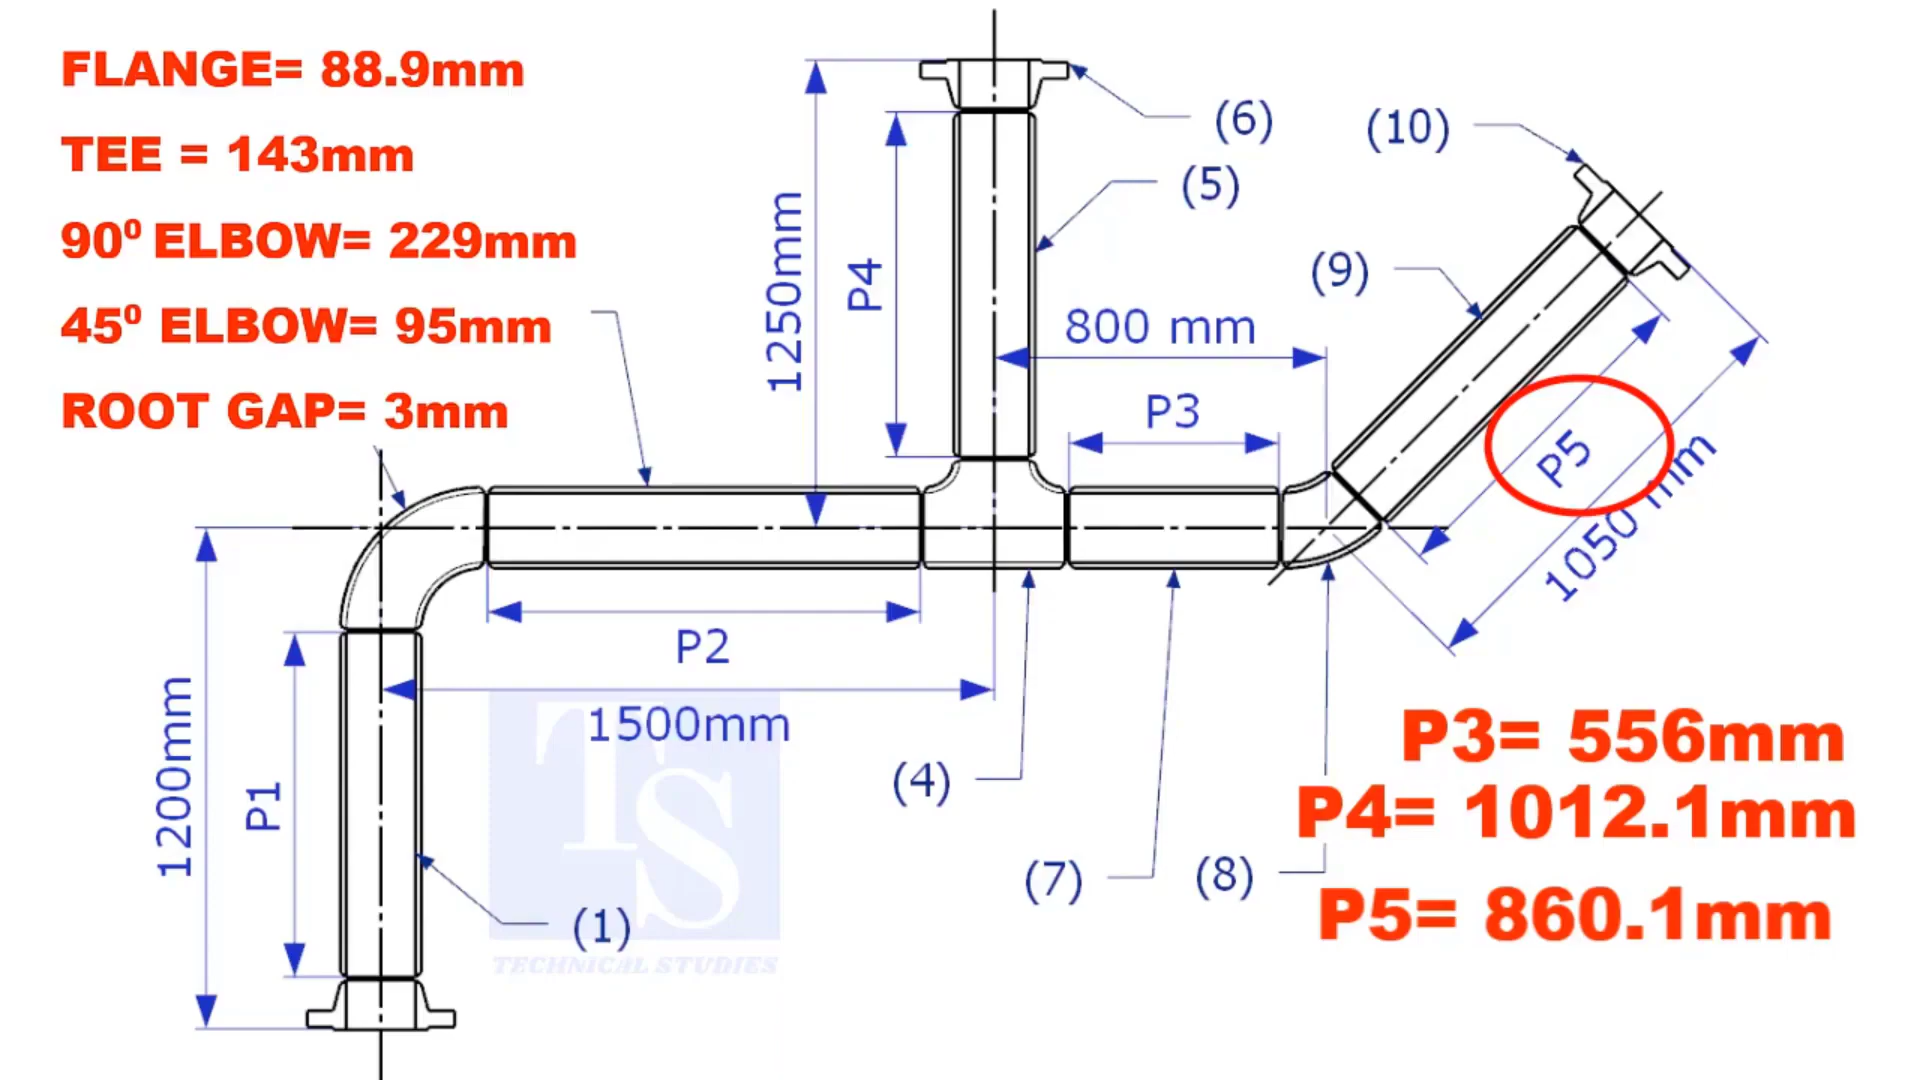 FLANGE= 88.9mm
TEE = 143mm
90⁰ ELBOW= 229mm
45⁰ ELBOW= 95mm
ROOT GAP= 3mm
(6)
(10)
(5)
1250mm
P4
(9)
800 mm
P3
P5
1050 mm
P2
1500mm
1200mm
P1
(4)
(7)
(8)
(1)
TS
TECHNICAL STUDIES
P3= 556mm
P4= 1012.1mm
P5= 860.1mm